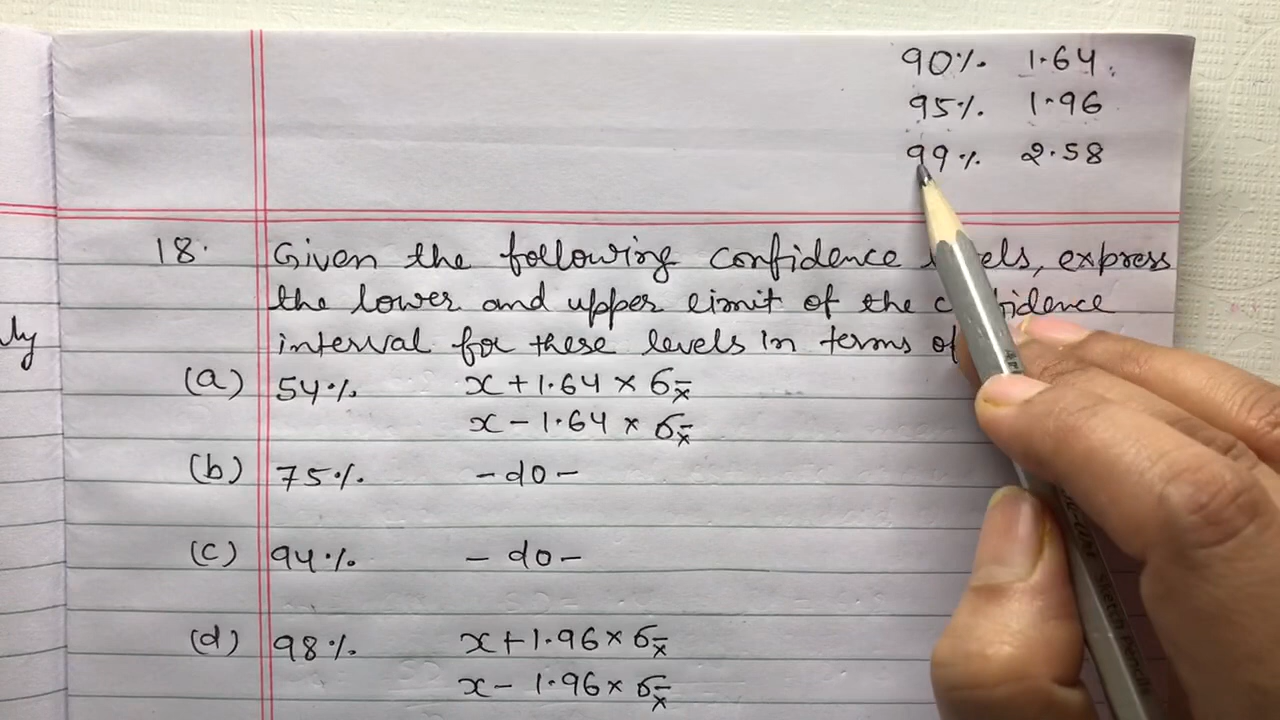 90% 1.64
95% 1.96
99% 2.58
18. Given the following confidence express
the lower and upper limit of the
interval for these levels in terms of
(a) 54% x + 1.64 × σx̄
x − 1.64 × σx̄
(b) 75% - do -
ly
(c) 94% - do -
(d) 98% x + 1.96 × σx̄
x − 1.96 × σx̄